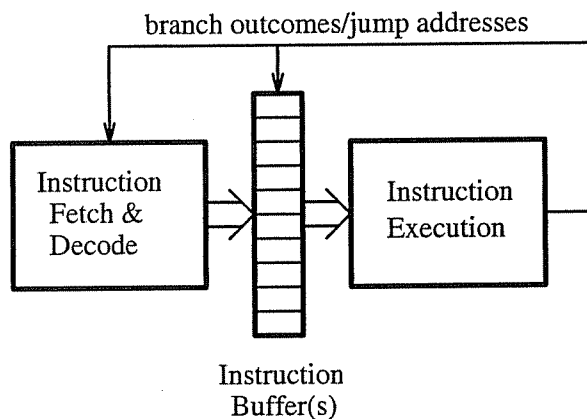 branch outcomes/jump addresses
Instruction
Fetch &
Decode
Instruction
Execution
Instruction
Buffer(s)